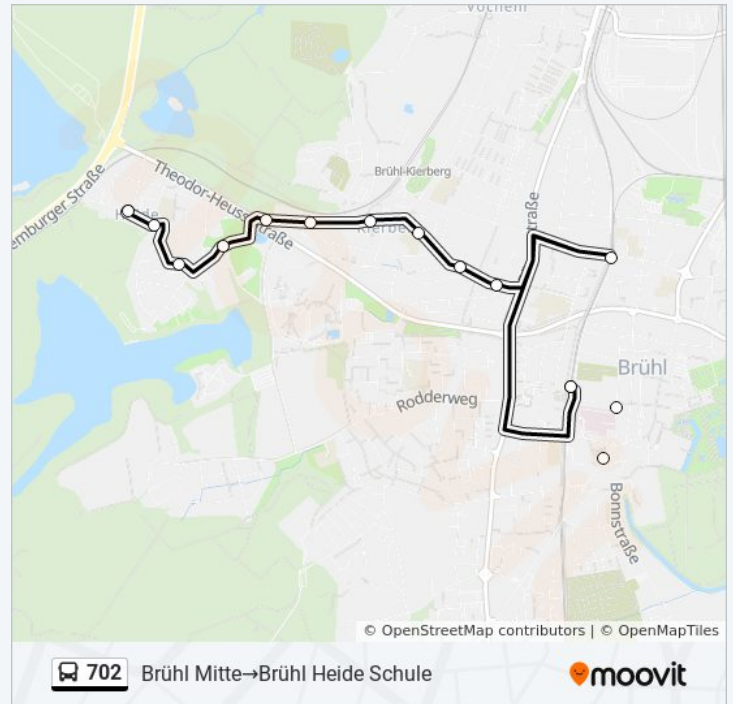 Vochem
Brühl-Kierberg
Theodor-Heuss-Straße
emburger Straße
straße
Brühl
Rodderweg
Bonnstraße
© OpenStreetMap contributors | © OpenMapTiles
702 Brühl Mitte→Brühl Heide Schule
moovit